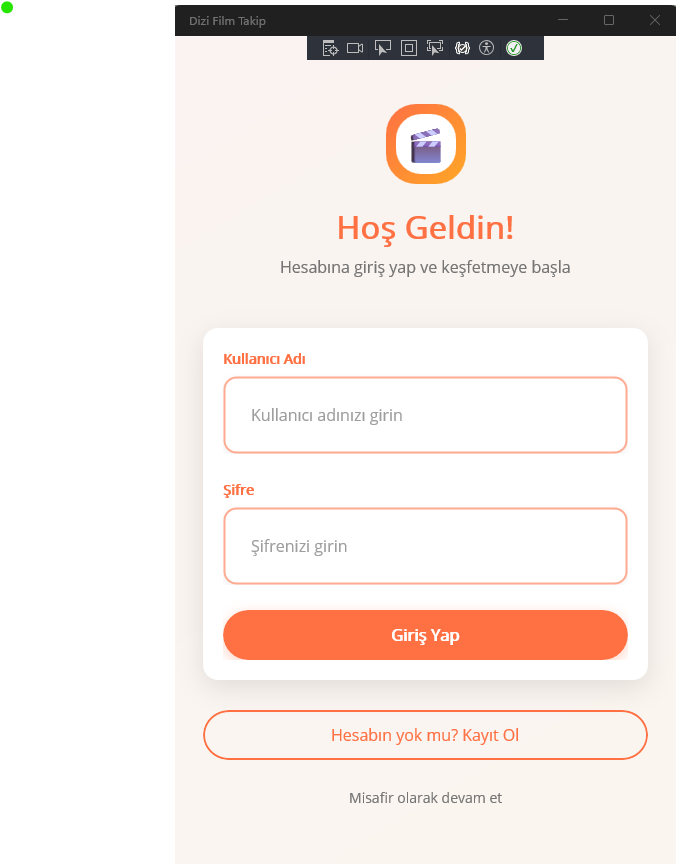 Dizi Film Takip
Hoş Geldin!
Hesabına giriş yap ve keşfetmeye başla
Kullanıcı Adı
Kullanıcı adınızı girin
Şifre
Şifrenizi girin
Giriş Yap
Hesabın yok mu? Kayıt Ol
Misafir olarak devam et